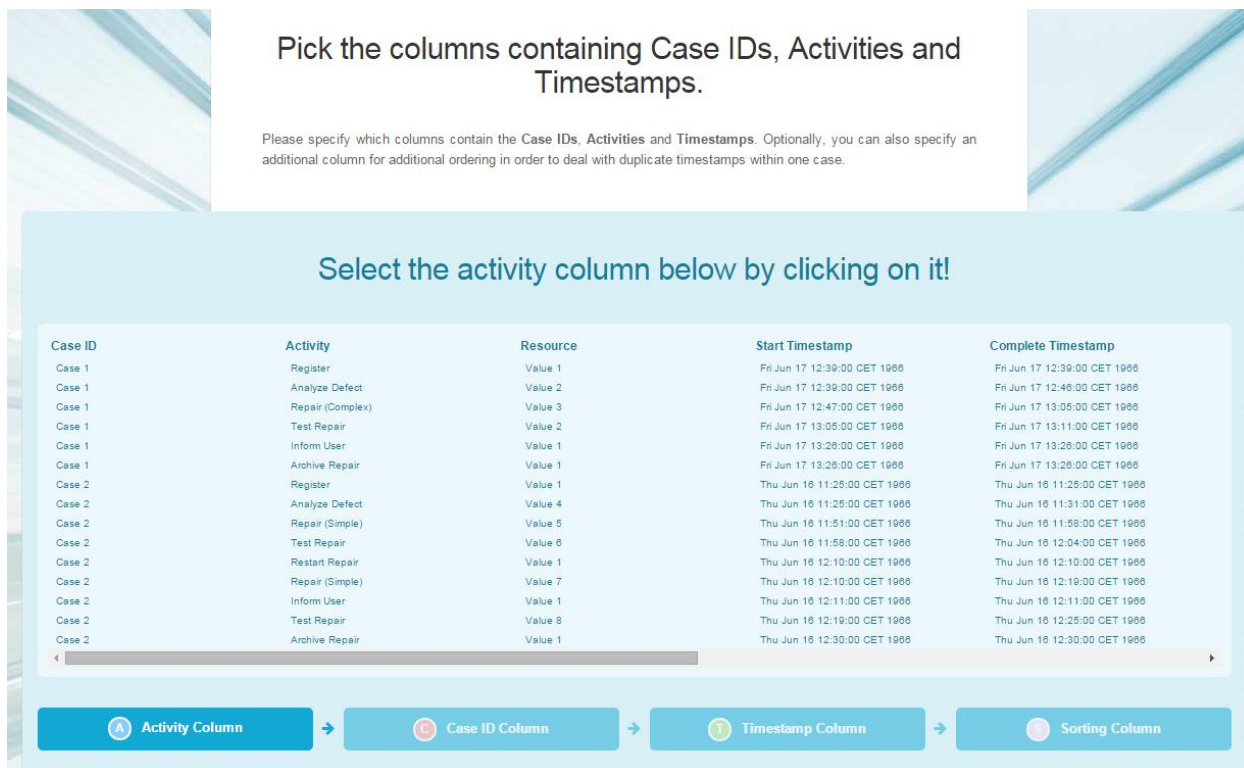 Pick the columns containing Case IDs, Activities and
Timestamps.
Please specify which columns contain the Case IDs, Activities and Timestamps. Optionally, you can also specify an
additional column for additional ordering in order to deal with duplicate timestamps within one case.
Select the activity column below by clicking on it!
Case ID Activity Resource Start Timestamp Complete Timestamp
Case 1 Register Value 1 Fri Jun 17 12:39:00 CET 1966 Fri Jun 17 12:39:00 CET 1966
Case 1 Analyze Defect Value 2 Fri Jun 17 12:39:00 CET 1966 Fri Jun 17 12:46:00 CET 1966
Case 1 Repair (Complex) Value 3 Fri Jun 17 12:47:00 CET 1966 Fri Jun 17 13:05:00 CET 1966
Case 1 Test Repair Value 2 Fri Jun 17 13:05:00 CET 1966 Fri Jun 17 13:11:00 CET 1966
Case 1 Inform User Value 1 Fri Jun 17 13:26:00 CET 1966 Fri Jun 17 13:26:00 CET 1966
Case 1 Archive Repair Value 1 Fri Jun 17 13:26:00 CET 1966 Fri Jun 17 13:26:00 CET 1966
Case 2 Register Value 1 Thu Jun 16 11:25:00 CET 1966 Thu Jun 16 11:25:00 CET 1966
Case 2 Analyze Defect Value 4 Thu Jun 16 11:25:00 CET 1966 Thu Jun 16 11:31:00 CET 1966
Case 2 Repair (Simple) Value 5 Thu Jun 16 11:51:00 CET 1966 Thu Jun 16 11:58:00 CET 1966
Case 2 Test Repair Value 6 Thu Jun 16 11:58:00 CET 1966 Thu Jun 16 12:04:00 CET 1966
Case 2 Restart Repair Value 1 Thu Jun 16 12:10:00 CET 1966 Thu Jun 16 12:10:00 CET 1966
Case 2 Repair (Simple) Value 7 Thu Jun 16 12:10:00 CET 1966 Thu Jun 16 12:19:00 CET 1966
Case 2 Inform User Value 1 Thu Jun 16 12:11:00 CET 1966 Thu Jun 16 12:11:00 CET 1966
Case 2 Test Repair Value 8 Thu Jun 16 12:19:00 CET 1966 Thu Jun 16 12:25:00 CET 1966
Case 2 Archive Repair Value 1 Thu Jun 16 12:30:00 CET 1966 Thu Jun 16 12:30:00 CET 1966
A Activity Column C Case ID Column T Timestamp Column S Sorting Column